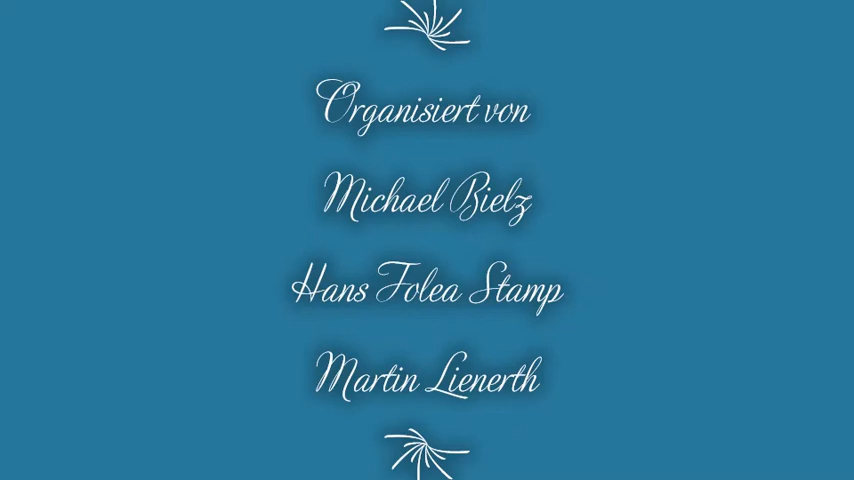 Organisiert von
Michael Bielz
Hans Folea Stamp
Martin Lienerth